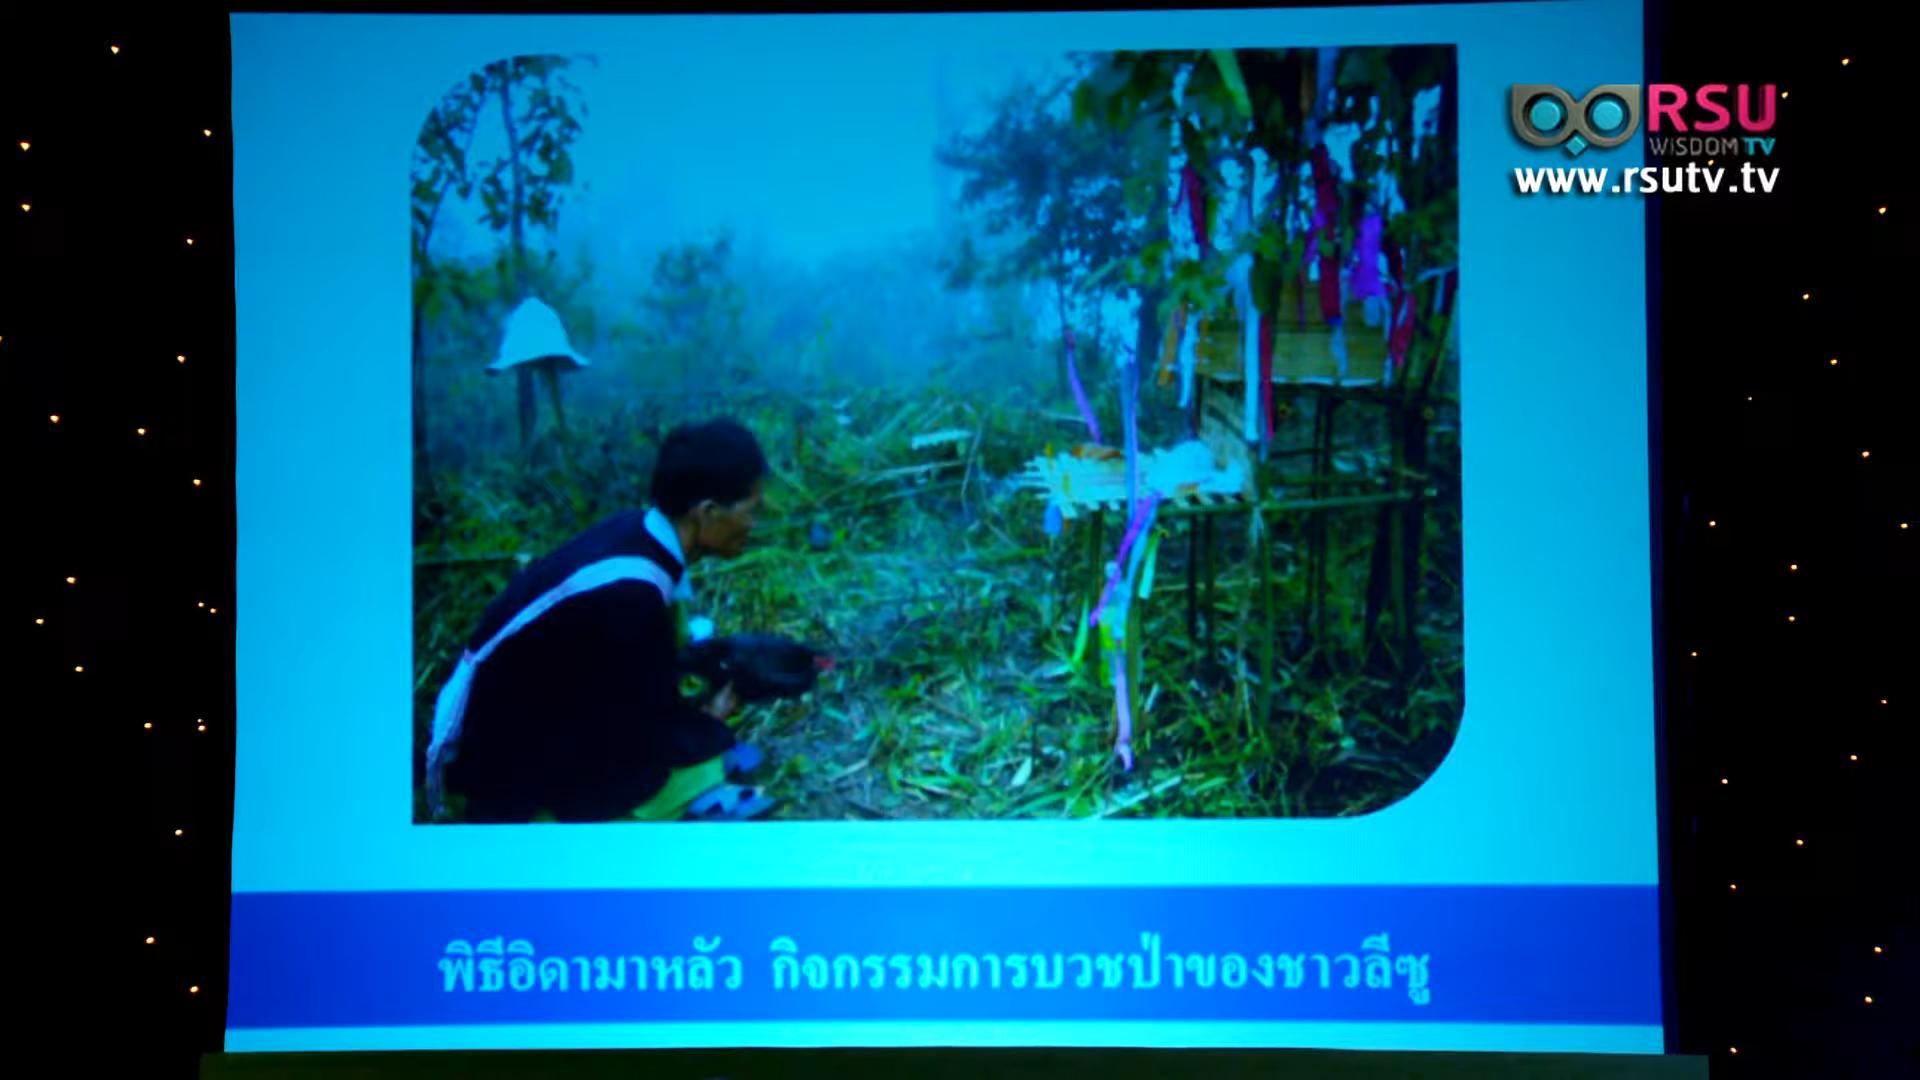 RSU
WISDOM TV
www.rsutv.tv
พิธีอิดามาหลัว กิจกรรมการบวชป่าของชาวลีซู